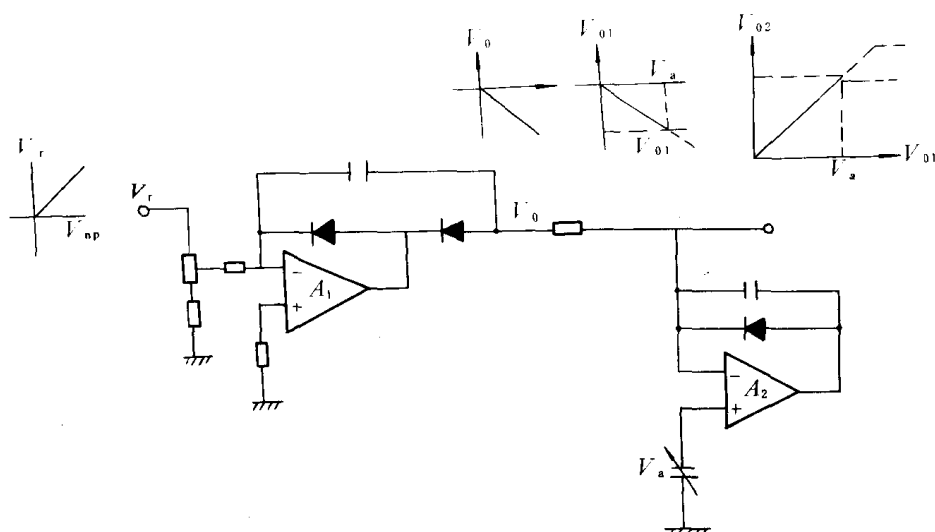 V₀
V₀₁
V₀₂
Vₐ
V₀₁
Vₐ
V₀₁
Vᵣ
Vₙₚ
Vᵣ
V₀
−
A₁
+
−
A₂
+
Vₐ